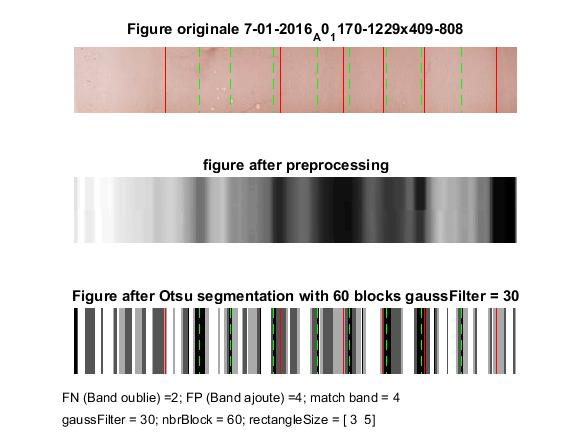 Figure originale 7-01-2016A01170-1229x409-808
figure after preprocessing
Figure after Otsu segmentation with 60 blocks gaussFilter = 30
FN (Band oublie) =2; FP (Band ajoute) =4; match band = 4
gaussFilter = 30; nbrBlock = 60; rectangleSize = [ 3 5]